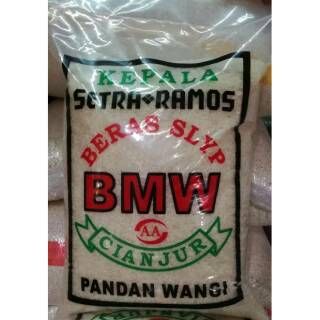 KEPALA
SETRA RAMOS
BERAS SLYP
BMW
AA
CIANJUR
PANDAN WANGI